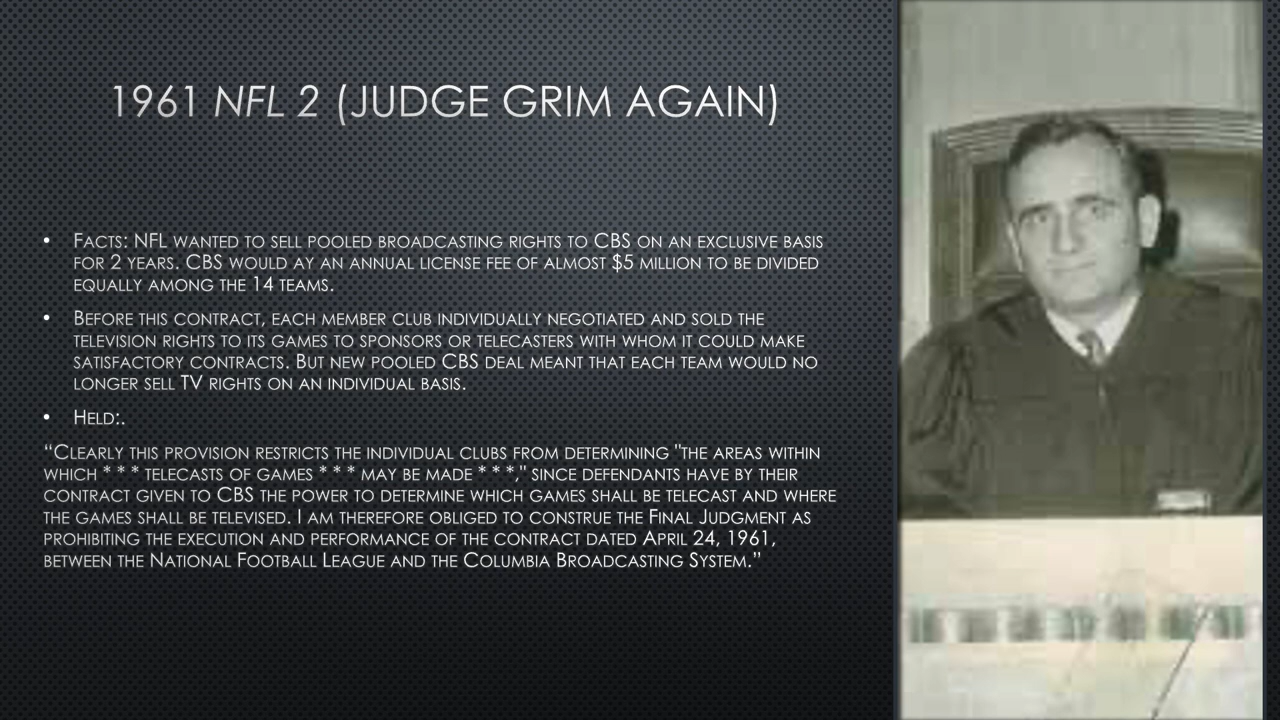 1961 NFL 2 (JUDGE GRIM AGAIN)
• FACTS: NFL WANTED TO SELL POOLED BROADCASTING RIGHTS TO CBS ON AN EXCLUSIVE BASIS
FOR 2 YEARS. CBS WOULD AY AN ANNUAL LICENSE FEE OF ALMOST $5 MILLION TO BE DIVIDED
EQUALLY AMONG THE 14 TEAMS.
• BEFORE THIS CONTRACT, EACH MEMBER CLUB INDIVIDUALLY NEGOTIATED AND SOLD THE
TELEVISION RIGHTS TO ITS GAMES TO SPONSORS OR TELECASTERS WITH WHOM IT COULD MAKE
SATISFACTORY CONTRACTS. BUT NEW POOLED CBS DEAL MEANT THAT EACH TEAM WOULD NO
LONGER SELL TV RIGHTS ON AN INDIVIDUAL BASIS.
• HELD:.
“CLEARLY THIS PROVISION RESTRICTS THE INDIVIDUAL CLUBS FROM DETERMINING "THE AREAS WITHIN
WHICH * * * TELECASTS OF GAMES * * * MAY BE MADE * * *," SINCE DEFENDANTS HAVE BY THEIR
CONTRACT GIVEN TO CBS THE POWER TO DETERMINE WHICH GAMES SHALL BE TELECAST AND WHERE
THE GAMES SHALL BE TELEVISED. I AM THEREFORE OBLIGED TO CONSTRUE THE FINAL JUDGMENT AS
PROHIBITING THE EXECUTION AND PERFORMANCE OF THE CONTRACT DATED APRIL 24, 1961,
BETWEEN THE NATIONAL FOOTBALL LEAGUE AND THE COLUMBIA BROADCASTING SYSTEM.”